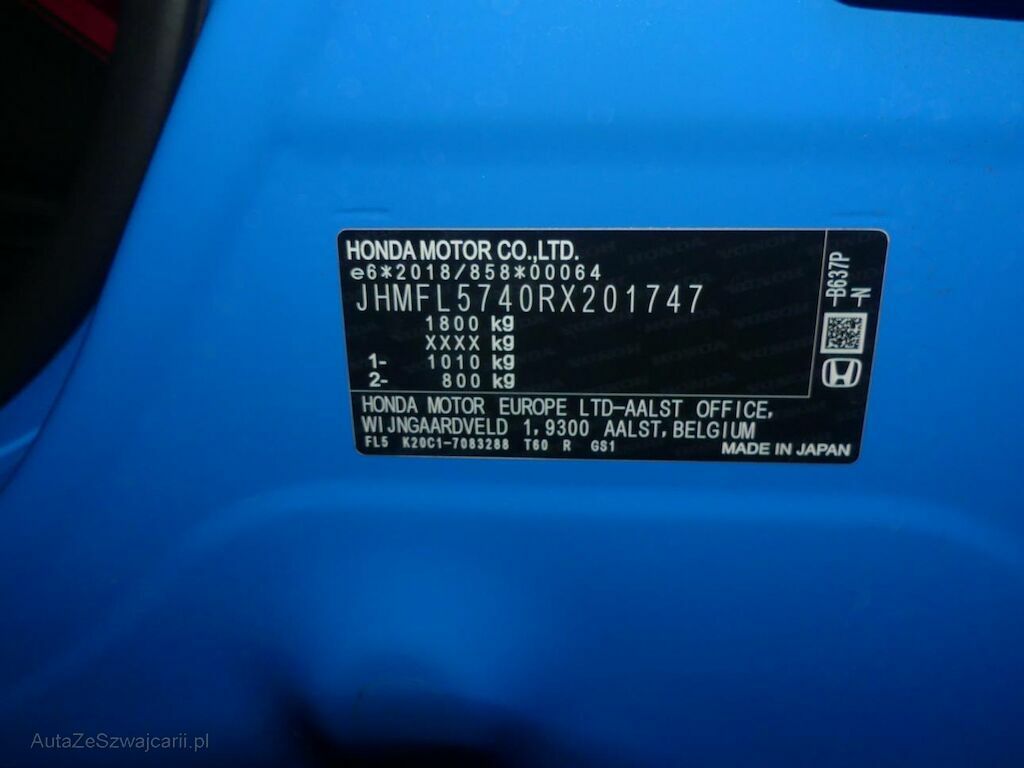 HONDA MOTOR CO.,LTD.
e6*2018/858*00064
JHMFL5740RX201747
1800 kg
XXXX kg
1- 1010 kg
2- 800 kg
HONDA MOTOR EUROPE LTD-AALST OFFICE,
WIJNGAARDVELD 1,9300 AALST,BELGIUM
FL5 K20C1-7083288 T60 R GS1
MADE IN JAPAN
-B637P
-N
AutaZeSzwajcarii.pl